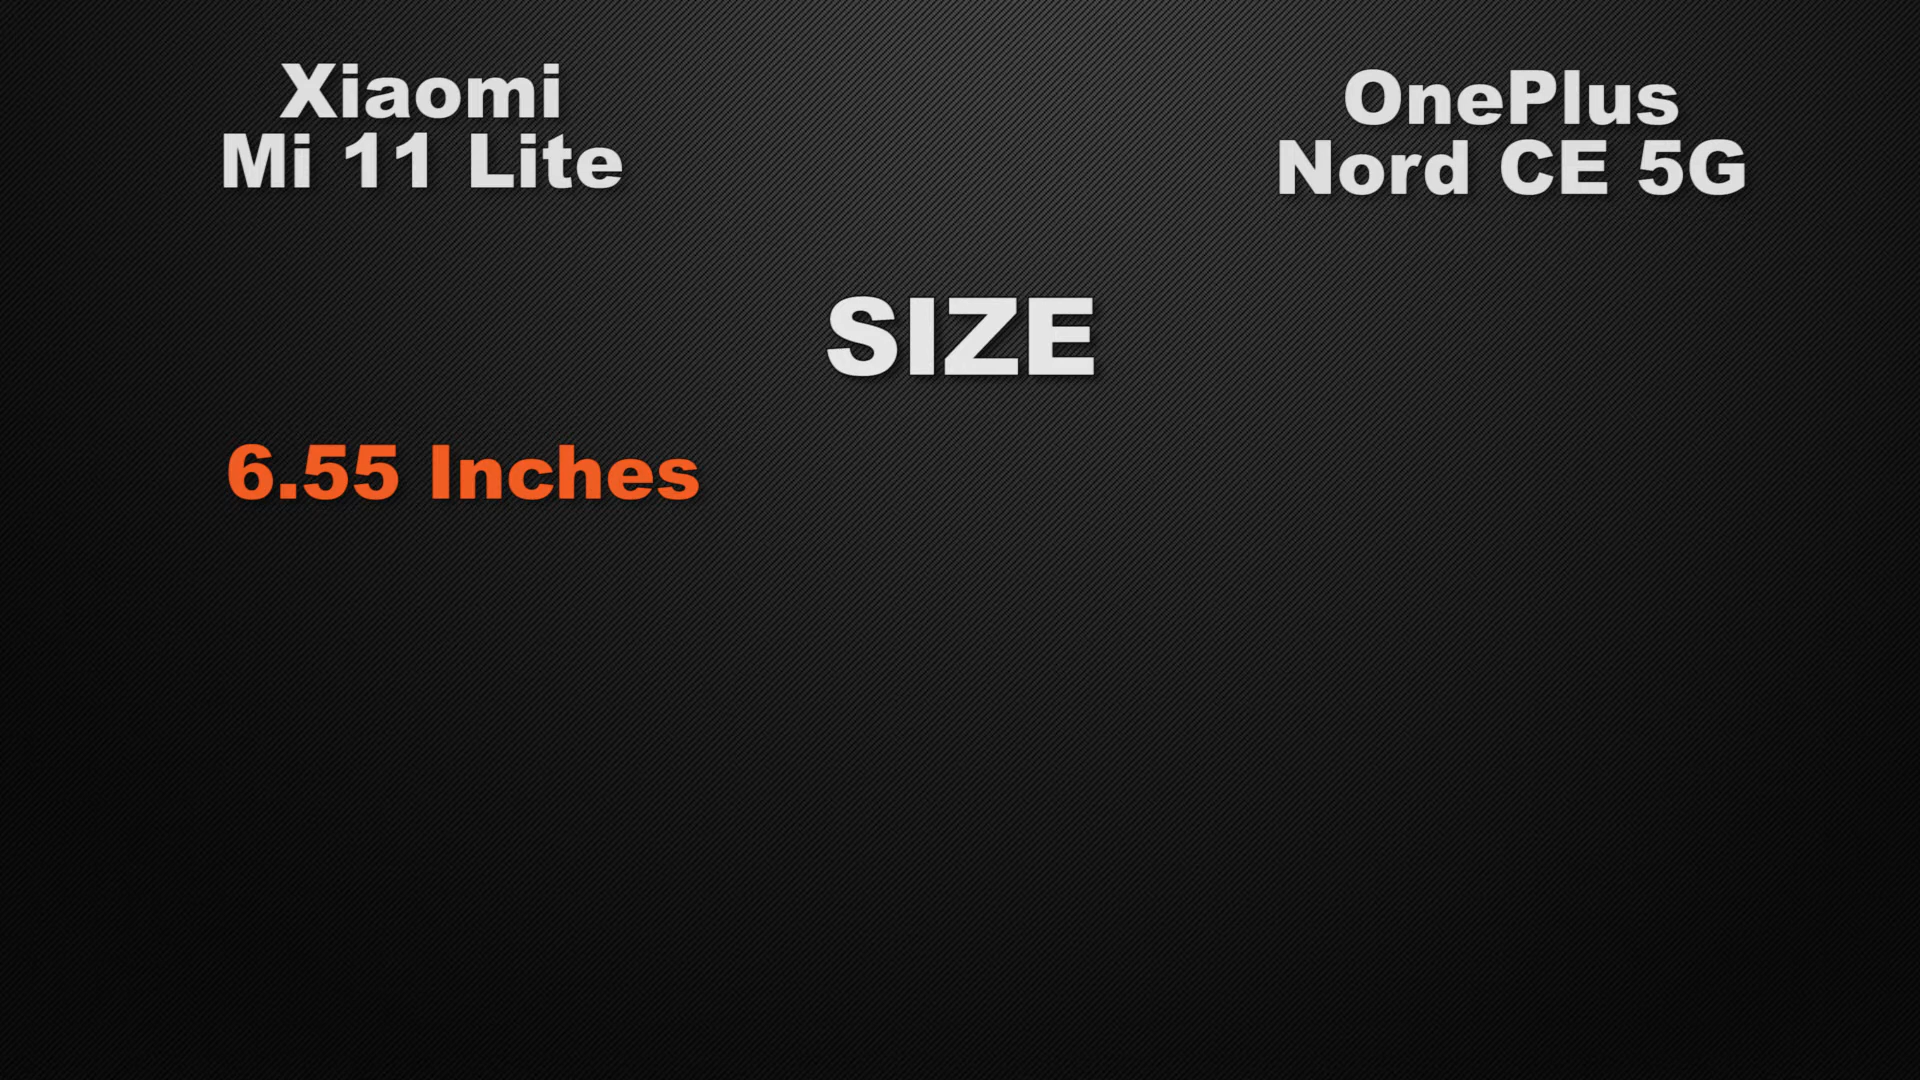 Xiaomi
Mi 11 Lite
OnePlus
Nord CE 5G
SIZE
6.55 Inches